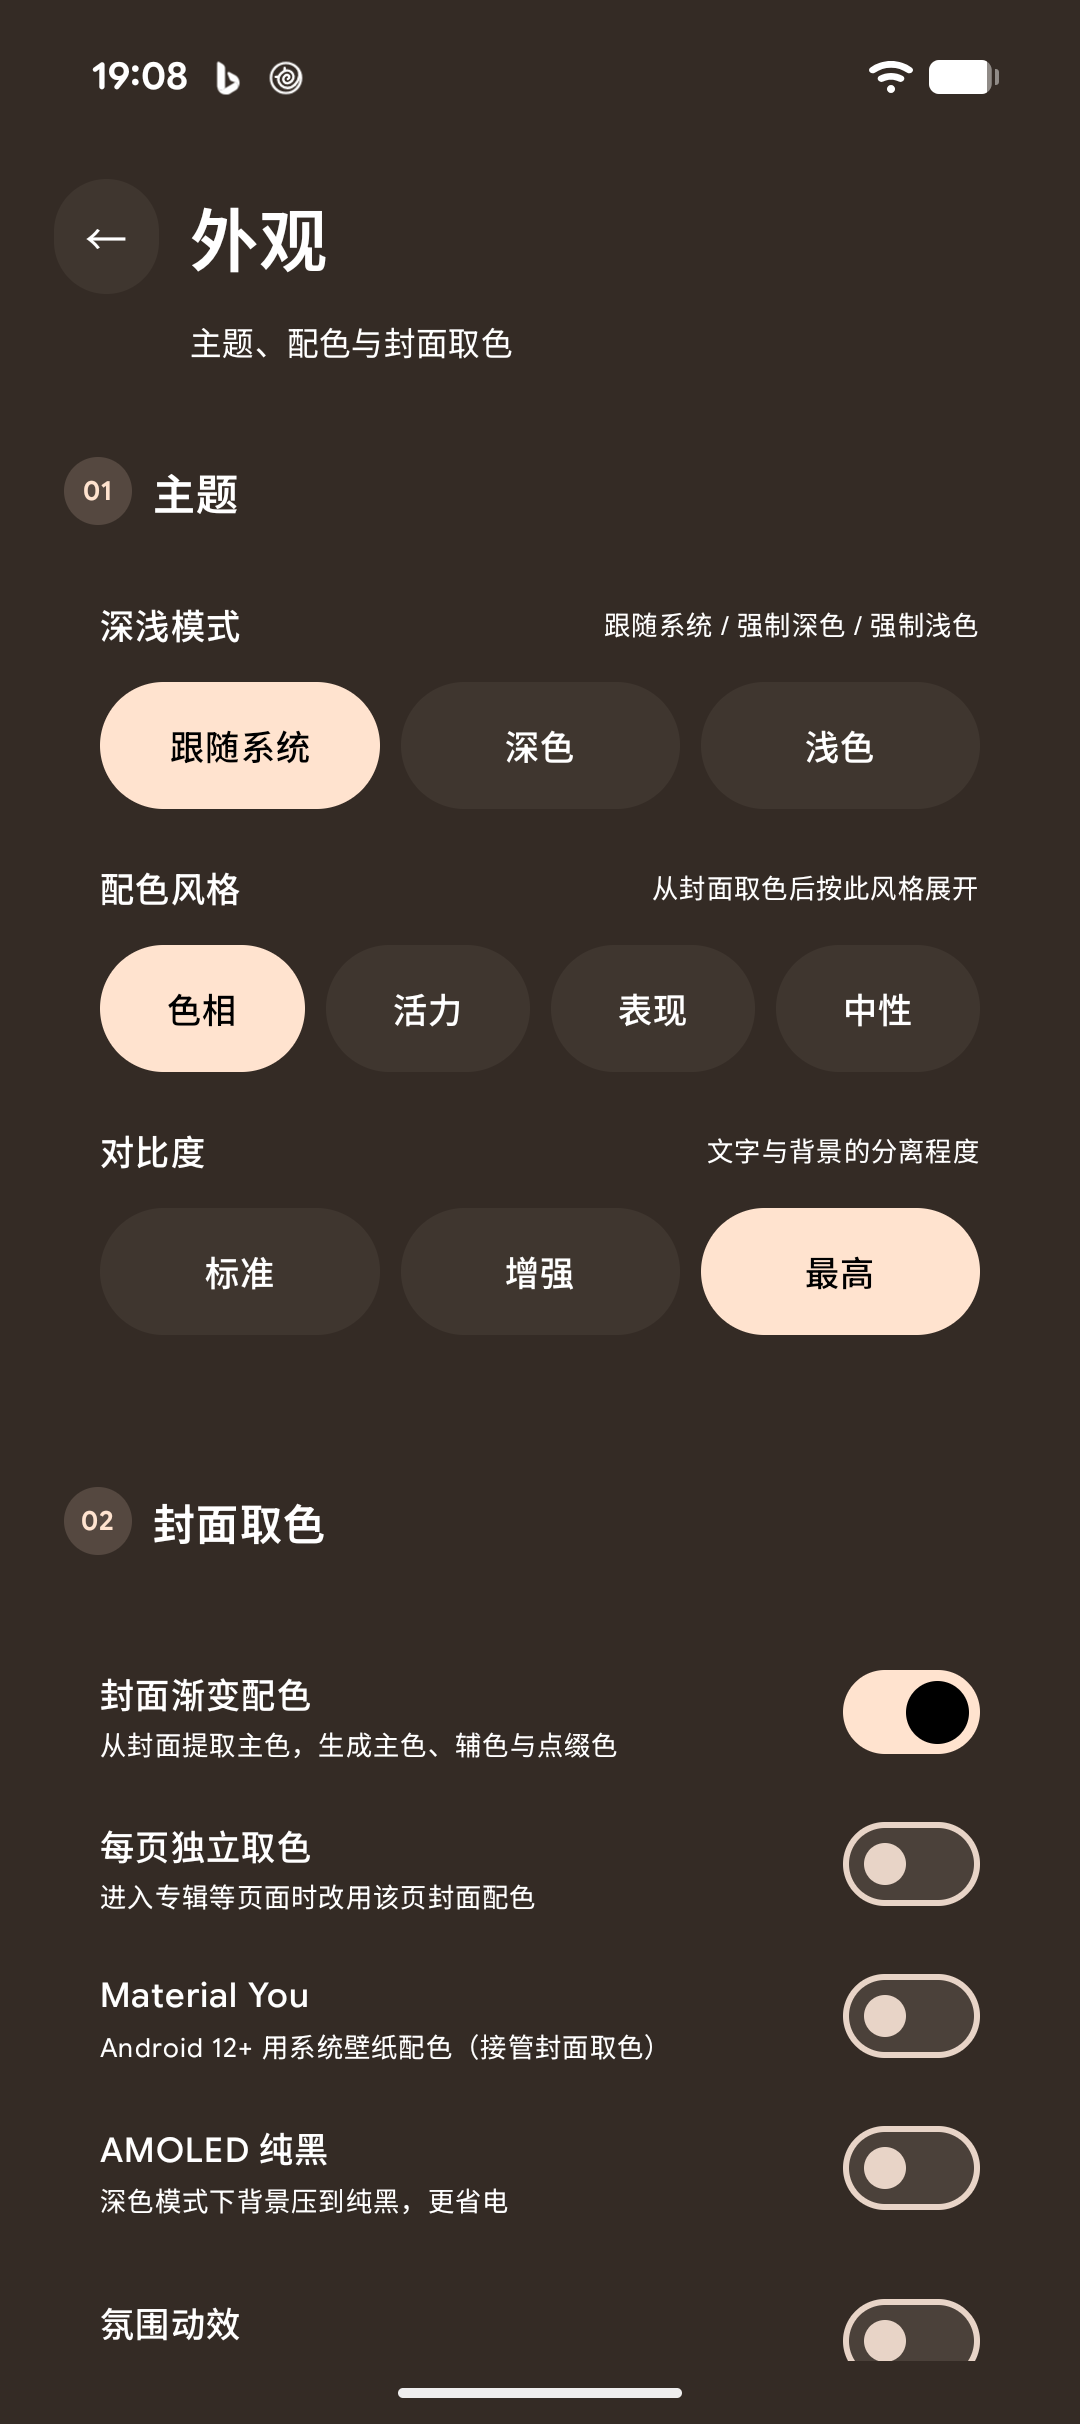 19:08
外观
主题、配色与封面取色
01 主题
深浅模式 跟随系统 / 强制深色 / 强制浅色
跟随系统 深色 浅色
配色风格 从封面取色后按此风格展开
色相 活力 表现 中性
对比度 文字与背景的分离程度
标准 增强 最高
02 封面取色
封面渐变配色
从封面提取主色，生成主色、辅色与点缀色
每页独立取色
进入专辑等页面时改用该页封面配色
Material You
Android 12+ 用系统壁纸配色（接管封面取色）
AMOLED 纯黑
深色模式下背景压到纯黑，更省电
氛围动效